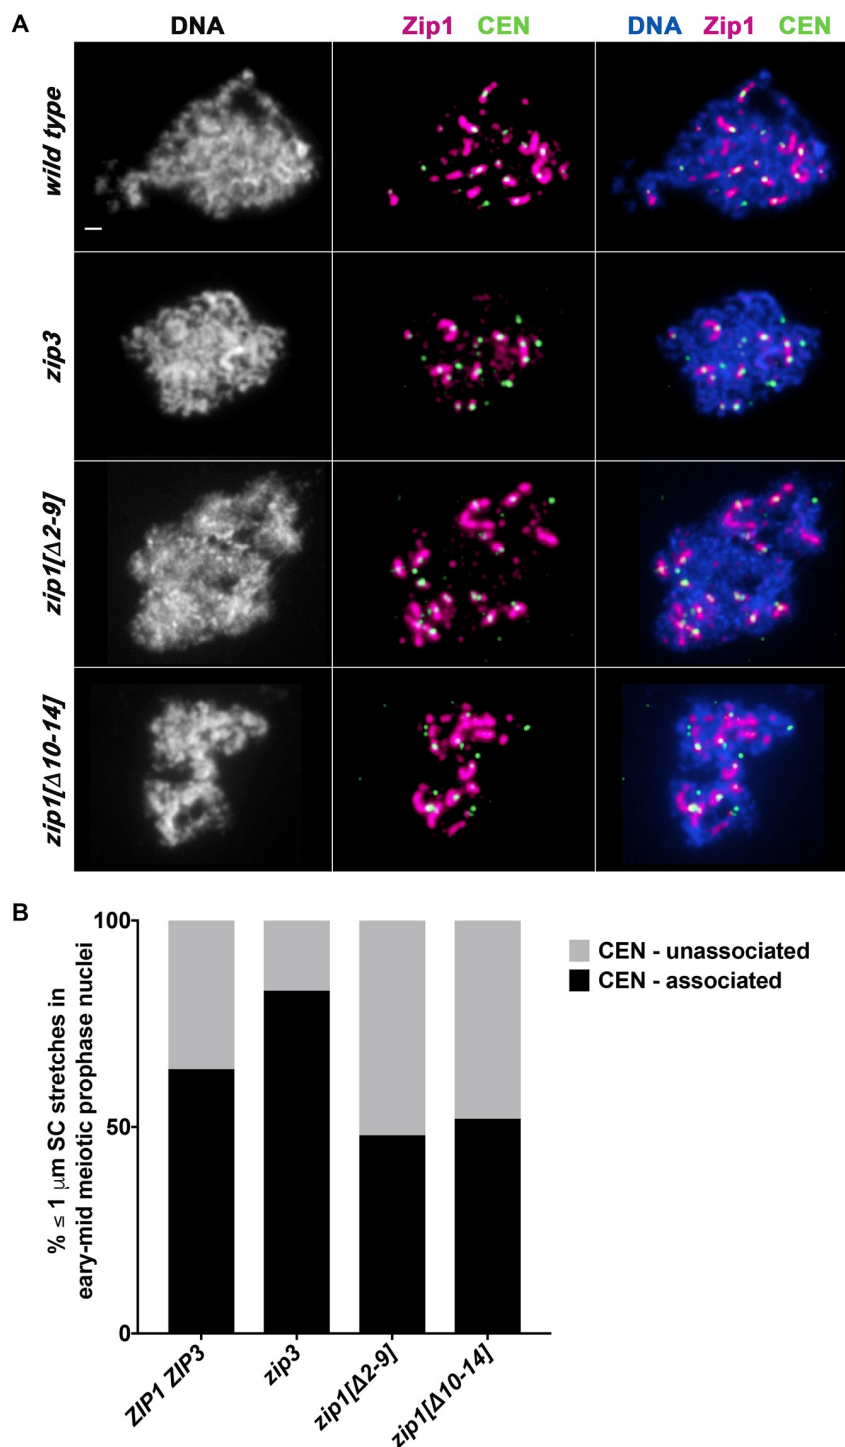 A
DNA
Zip1 CEN
DNA Zip1 CEN
wild type
zip3
zip1[Δ2-9]
zip1[Δ10-14]
B
% ≤ 1 μm SC stretches in
eary-mid meiotic prophase nuclei
100
50
0
CEN - unassociated
CEN - associated
ZIP1 ZIP3
zip3
zip1[Δ2-9]
zip1[Δ10-14]